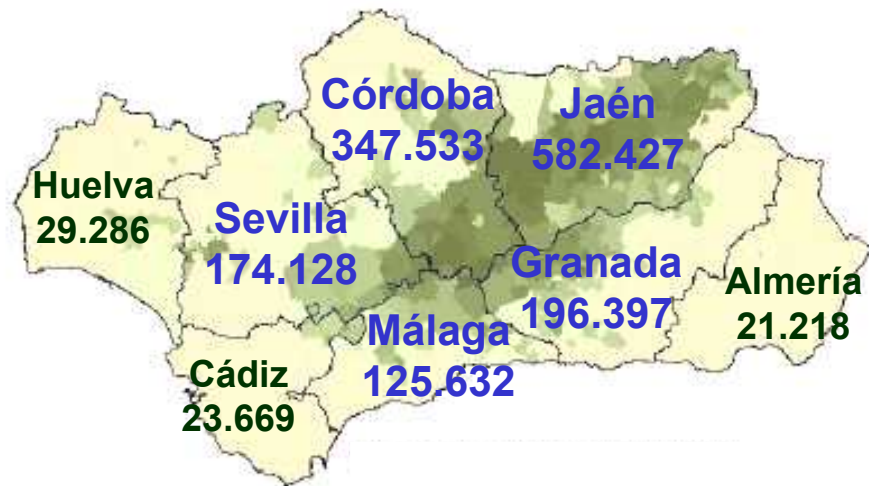 Córdoba
347.533
Jaén
582.427
Huelva
29.286
Sevilla
174.128
Granada
196.397
Almería
21.218
Málaga
125.632
Cádiz
23.669